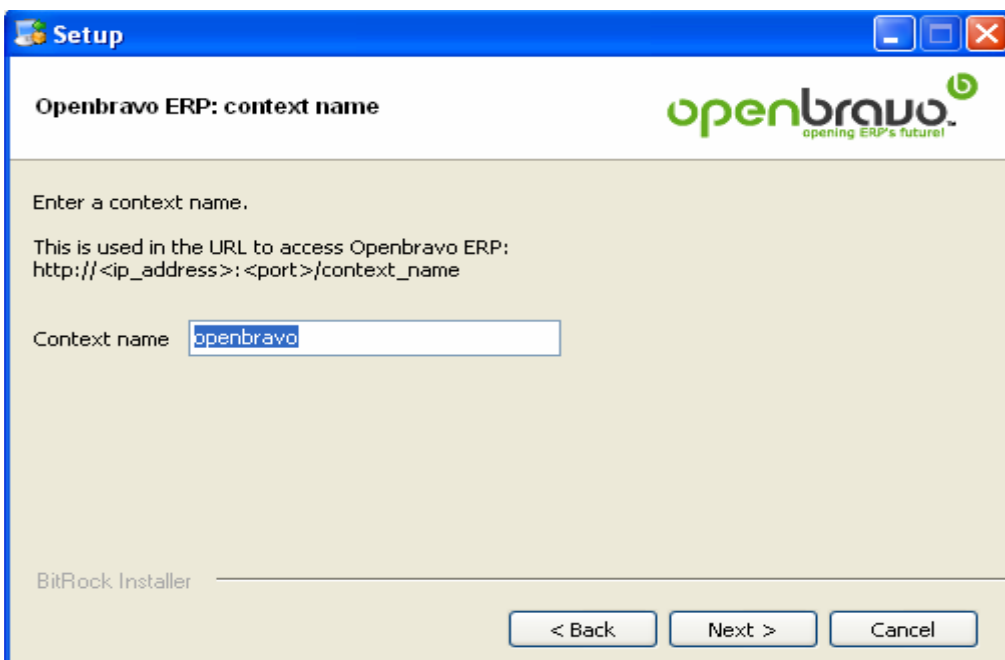 Setup
Openbravo ERP: context name
openbravo™
opening ERP's future!
Enter a context name.
This is used in the URL to access Openbravo ERP:
http://<ip_address>:<port>/context_name
Context name openbravo
BitRock Installer
< Back Next > Cancel